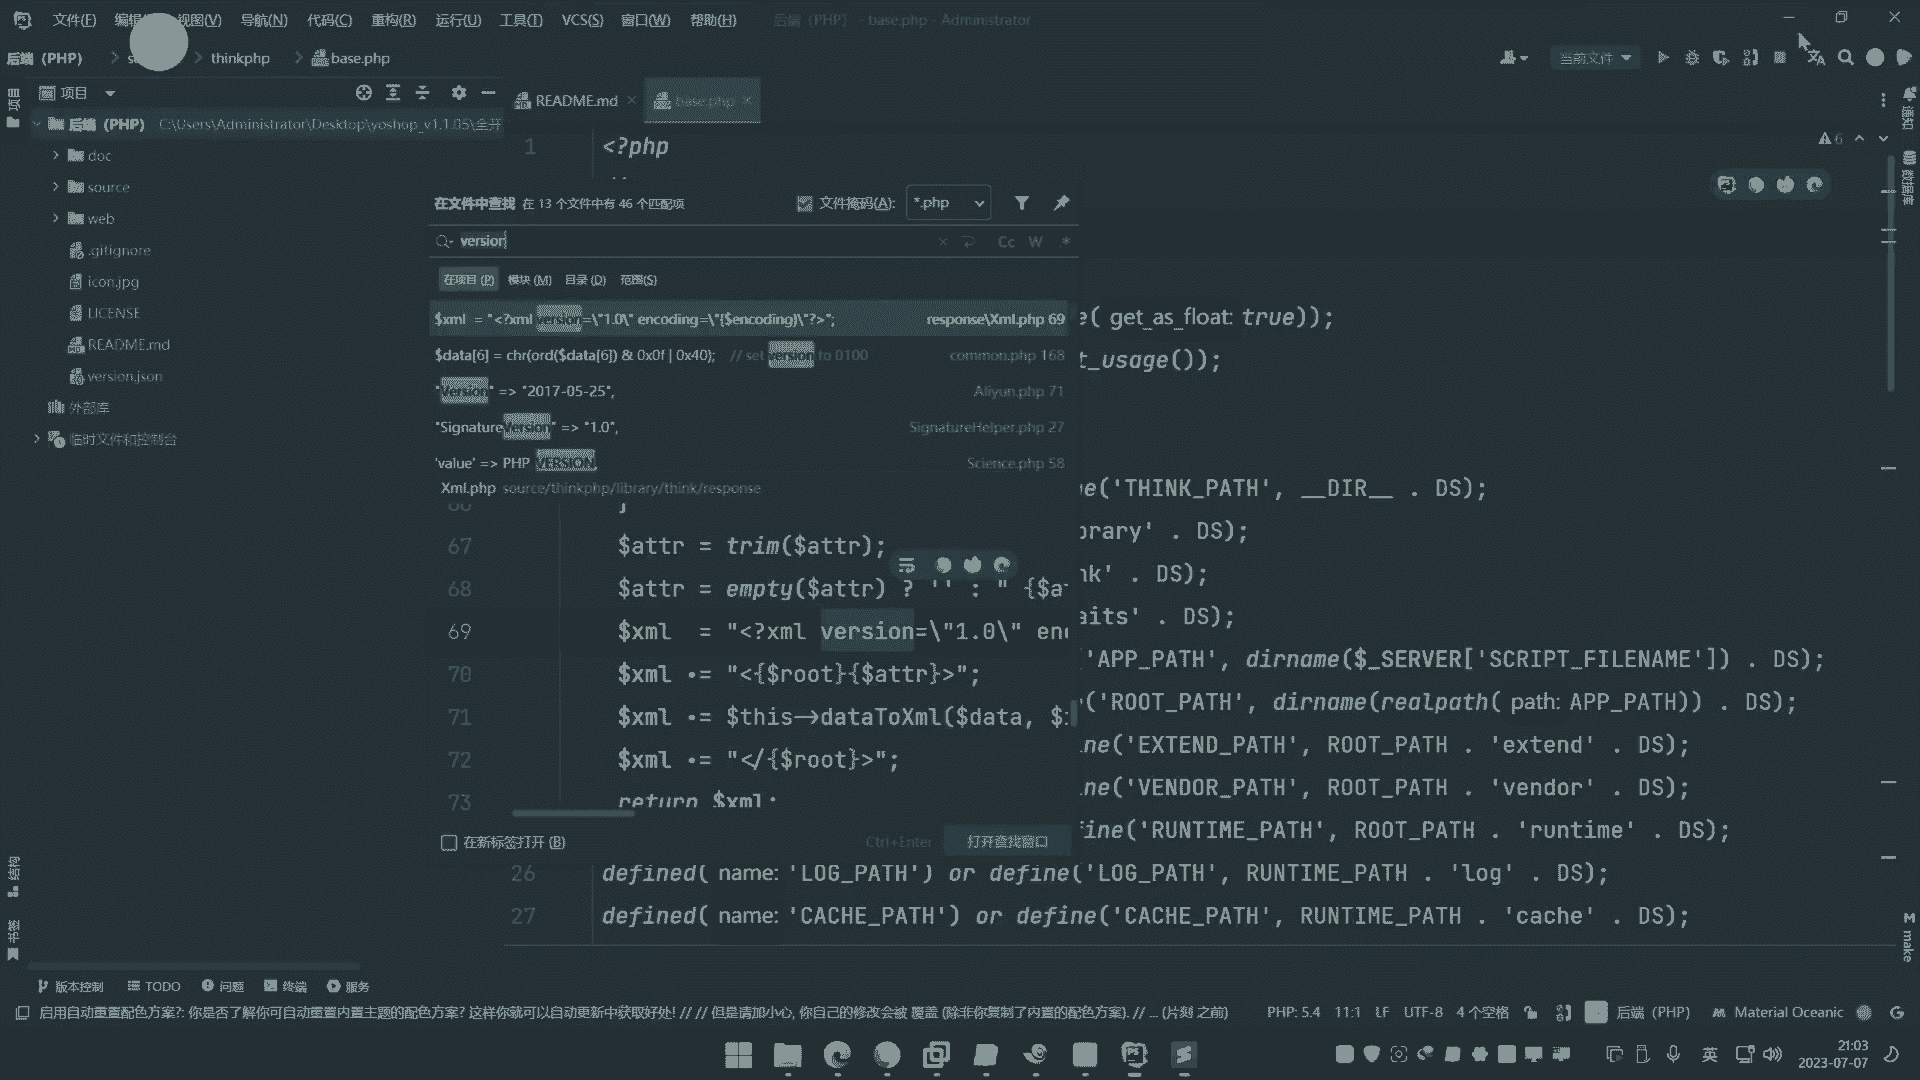 文件(F) 视图(V) 导航(N) 代码(C) 重构(R) 运行(U) 工具(T) VCS(S) 窗口(W) 帮助(H) 后端 (PHP) - base.php - Administrator
后端 (PHP) thinkphp base.php
当前文件
项目
项目
README.md
base.php
通知
数据库
后端 (PHP) C:\Users\Administrator\Desktop\yoshop_v1.1.05\全开
doc
source
web
.gitignore
icon.jpg
LICENSE
README.md
version.json
外部库
临时文件和控制台
1 <?php
6
在文件中查找 在 13 个文件中有 46 个匹配项 文件掩码(A): *.php
version
Cc W .*
在项目 (P) 模块 (M) 目录 (D) 范围(S)
$xml = "<?xml version=\"1.0\" encoding=\"{$encoding}\"?>"; response\Xml.php 69
$data[6] = chr(ord($data[6]) & 0x0f | 0x40); // set version to 0100 common.php 168
"Version" => "2017-05-25", Aliyun.php 71
"SignatureVersion" => "1.0", SignatureHelper.php 27
'value' => PHP_VERSION, Science.php 58
Xml.php source/thinkphp/library/think/response
66 }
67 $attr = trim($attr);
68 $attr = empty($attr) ? '' : " {$at
69 $xml = "<?xml version=\"1.0\" en
70 $xml .= "<{$root}{$attr}>";
71 $xml .= $this->dataToXml($data, $
72 $xml .= "</{$root}>";
73 return $xml;
在新标签打开 (B) Ctrl+Enter 打开查找窗口
e( get_as_float: true));
t_usage());
e('THINK_PATH', __DIR__ . DS);
brary' . DS);
nk' . DS);
aits' . DS);
('APP_PATH', dirname($_SERVER['SCRIPT_FILENAME']) . DS);
('ROOT_PATH', dirname(realpath( path: APP_PATH)) . DS);
ine('EXTEND_PATH', ROOT_PATH . 'extend' . DS);
ine('VENDOR_PATH', ROOT_PATH . 'vendor' . DS);
fine('RUNTIME_PATH', ROOT_PATH . 'runtime' . DS);
26 defined( name: 'LOG_PATH') or define('LOG_PATH', RUNTIME_PATH . 'log' . DS);
27 defined( name: 'CACHE_PATH') or define('CACHE_PATH', RUNTIME_PATH . 'cache' . DS);
结构
书签
M make
版本控制 TODO 问题 终端 服务
启用自动重置配色方案?: 你是否了解你可自动重置内置主题的配色方案? 这样你就可以自动更新中获取好处! // // 但是请加小心, 你自己的修改会被 覆盖 (除非你复制了内置的配色方案). // ... (片刻 之前) PHP: 5.4 11:1 LF UTF-8 4 个空格 后端 (PHP) Material Oceanic
英 21:03
2023-07-07